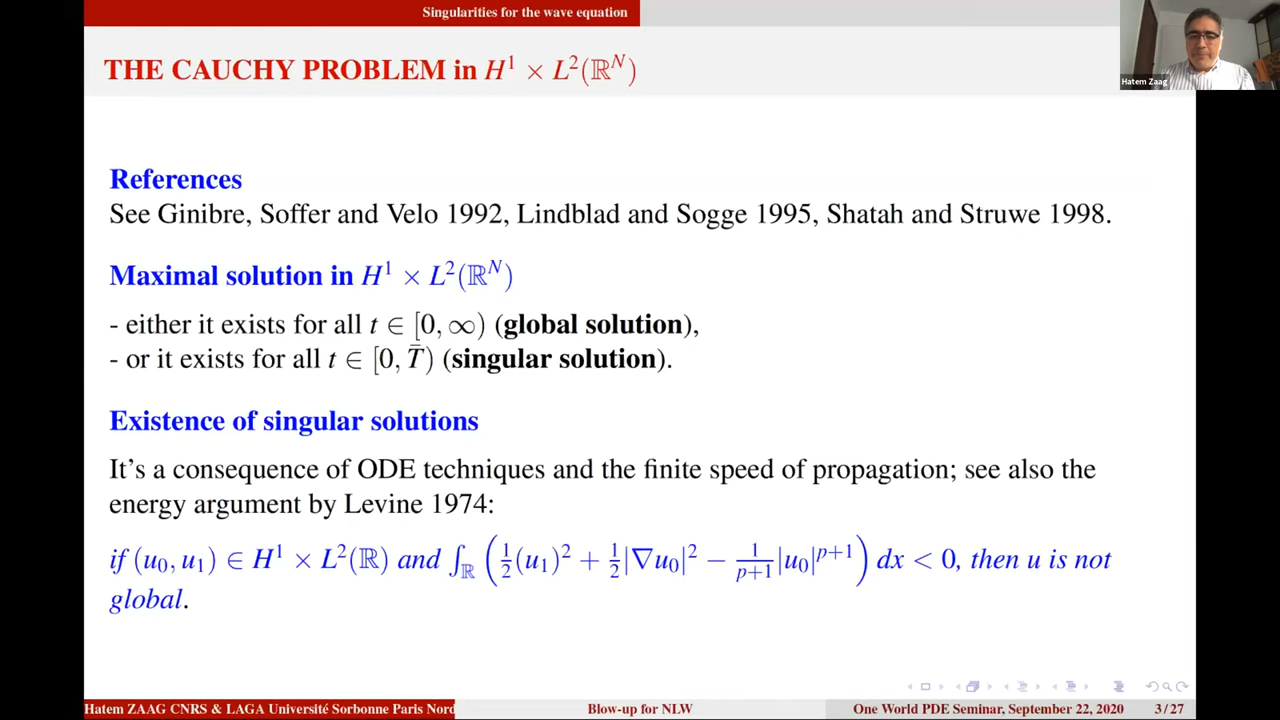 Singularities for the wave equation
THE CAUCHY PROBLEM in H¹ × L²(ℝᴺ)
Hatem Zaag
References
See Ginibre, Soffer and Velo 1992, Lindblad and Sogge 1995, Shatah and Struwe 1998.
Maximal solution in H¹ × L²(ℝᴺ)
- either it exists for all t ∈ [0, ∞) (global solution),
- or it exists for all t ∈ [0, T̄) (singular solution).
Existence of singular solutions
It's a consequence of ODE techniques and the finite speed of propagation; see also the
energy argument by Levine 1974:
if (u₀, u₁) ∈ H¹ × L²(ℝ) and ∫_ℝ (½(u₁)² + ½|∇u₀|² − 1/(p+1)|u₀|^{p+1}) dx < 0, then u is not
global.
Hatem ZAAG CNRS & LAGA Université Sorbonne Paris Nord
Blow-up for NLW
One World PDE Seminar, September 22, 2020
3 / 27